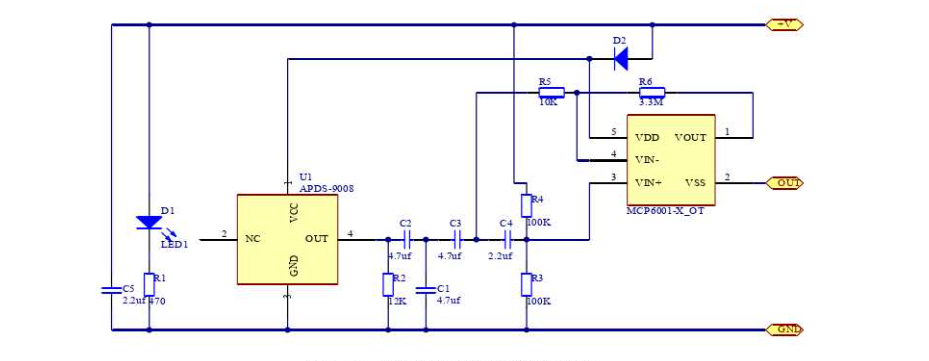 +V
D2
R5
R6
10K
3.3M
5
VDD
VOUT
1
4
VIN-
3
VIN+
VSS
2
OUT
MCP6001-X_OT
U1
APDS-9008
1
VCC
R4
100K
D1
LED1
2
NC
OUT
4
C2
C3
C4
4.7uf
4.7uf
2.2uf
GND
3
C5
2.2uf
R1
470
R2
12K
C1
4.7uf
R3
100K
GND